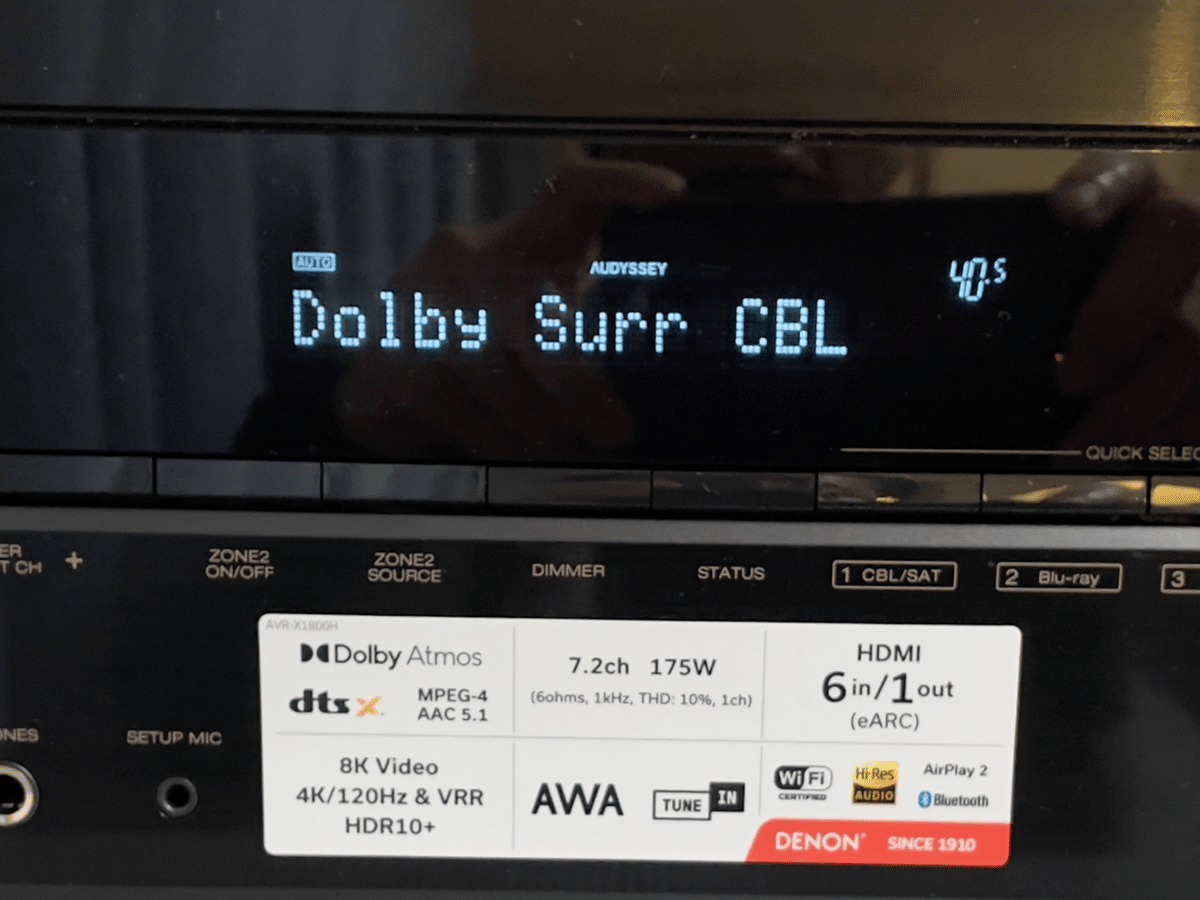 AUTO
AUDYSSEY
40.5
Dolby Surr CBL
QUICK SELEC
ER
T CH +
ZONE2
ON/OFF
ZONE2
SOURCE
DIMMER
STATUS
1 CBL/SAT
2 Blu-ray
3
AVR-X1800H
Dolby Atmos
dts X
MPEG-4
AAC 5.1
7.2ch 175W
(6ohms, 1kHz, THD: 10%, 1ch)
HDMI
6in/1out
(eARC)
ONES
SETUP MIC
8K Video
4K/120Hz & VRR
HDR10+
AWA
TUNE IN
WiFi
CERTIFIED
Hi-Res
AUDIO
AirPlay 2
Bluetooth
DENON® SINCE 1910